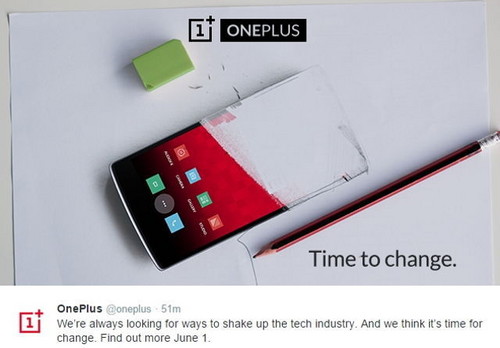 1+ ONEPLUS
Time to change.
OnePlus @oneplus · 51m
We're always looking for ways to shake up the tech industry. And we think it's time for
change. Find out more June 1.